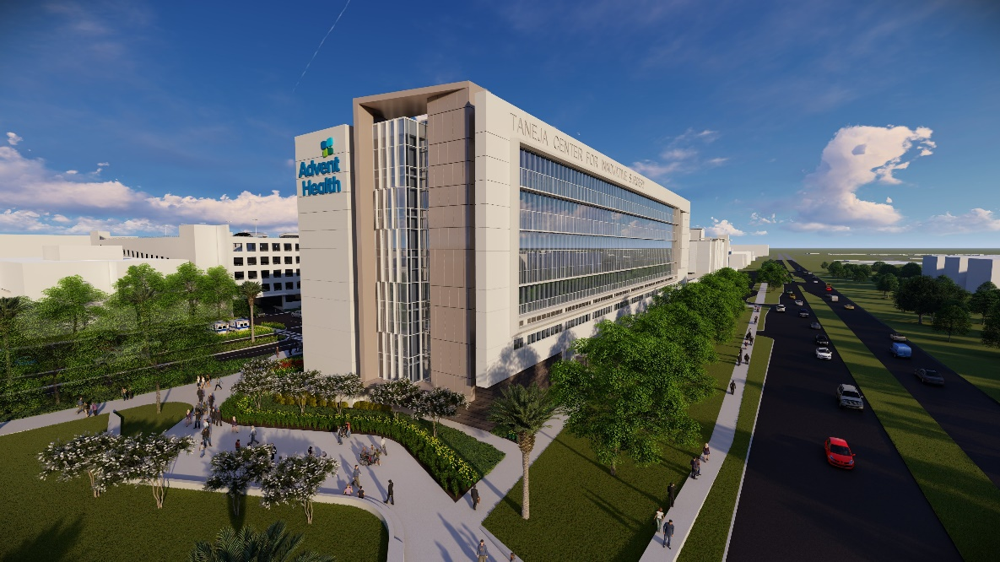 Advent
Health
TANEJA CENTER FOR INNOVATIVE SURGERY